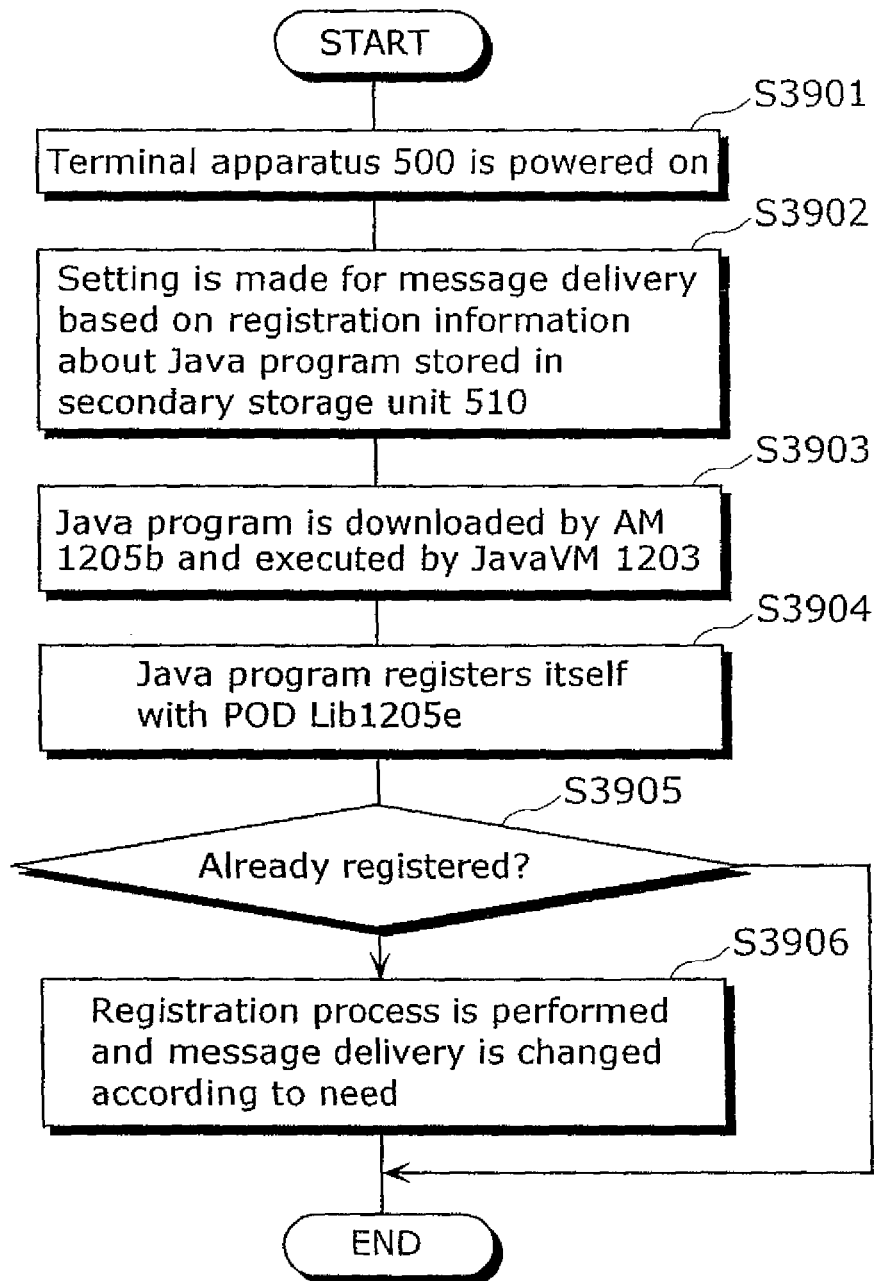 START
S3901
Terminal apparatus 500 is powered on
S3902
Setting is made for message delivery
based on registration information
about Java program stored in
secondary storage unit 510
S3903
Java program is downloaded by AM
1205b and executed by JavaVM 1203
S3904
Java program registers itself
with POD Lib1205e
S3905
Already registered?
S3906
Registration process is performed
and message delivery is changed
according to need
END